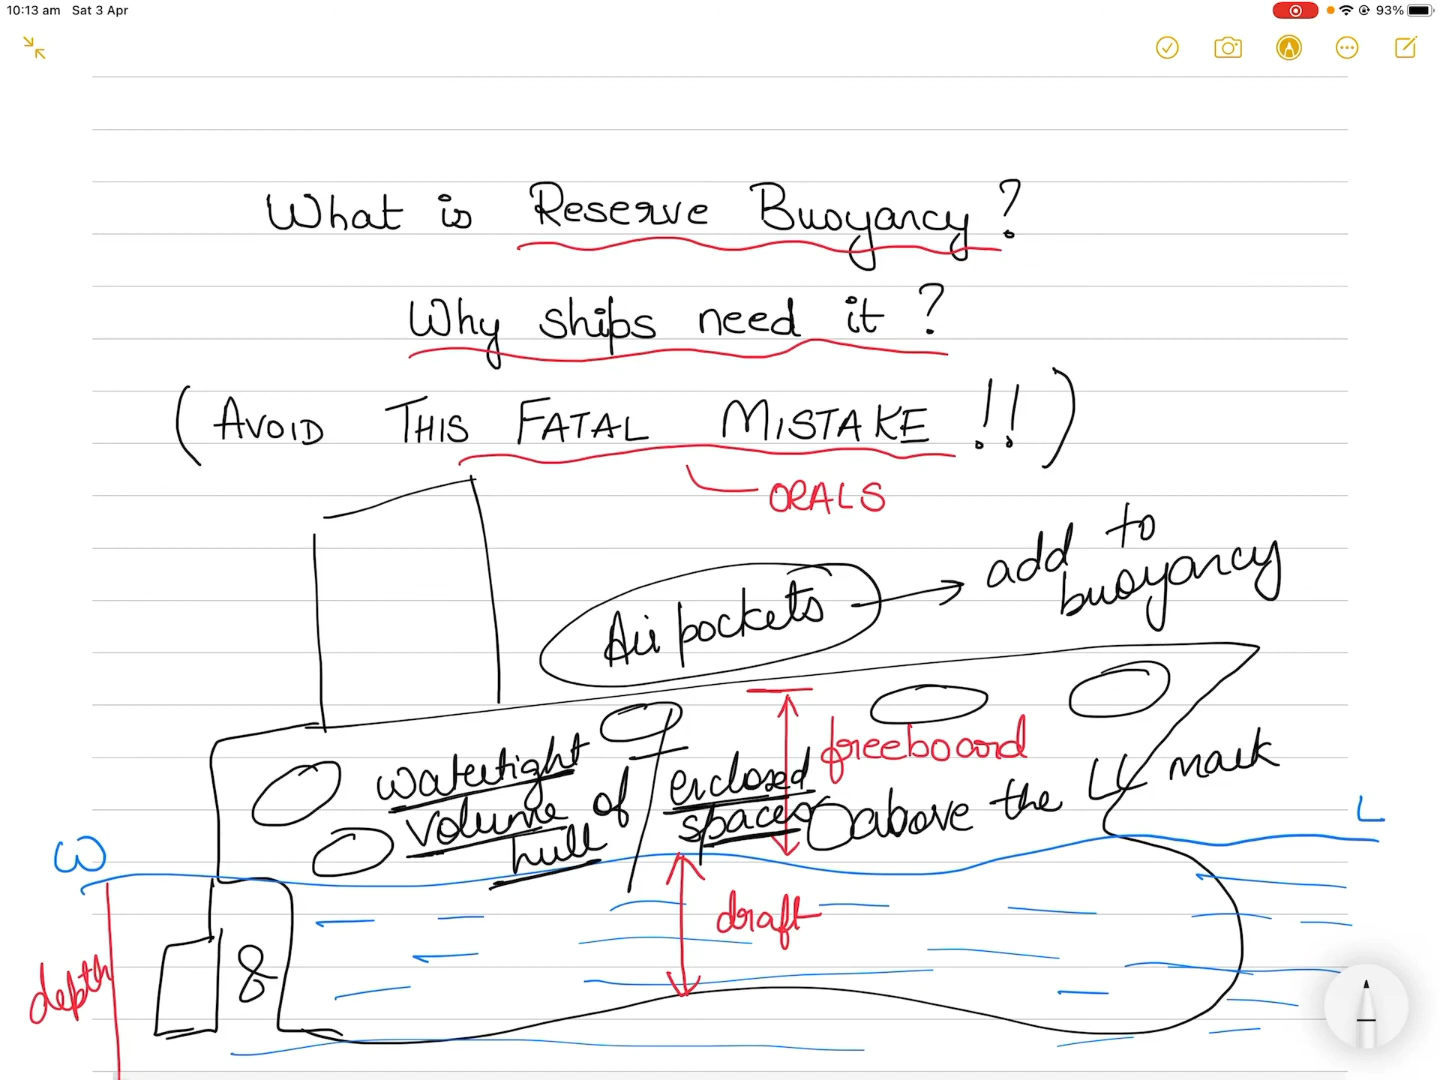 10:13 am Sat 3 Apr
93%
What is Reserve Buoyancy?
Why ships need it?
(AVOID THIS FATAL MISTAKE!!)
ORALS
Air pockets → add to
buoyancy
freeboard
watertight
volume of
hull
enclosed
spaces
above the LL mark
W
L
draft
depth